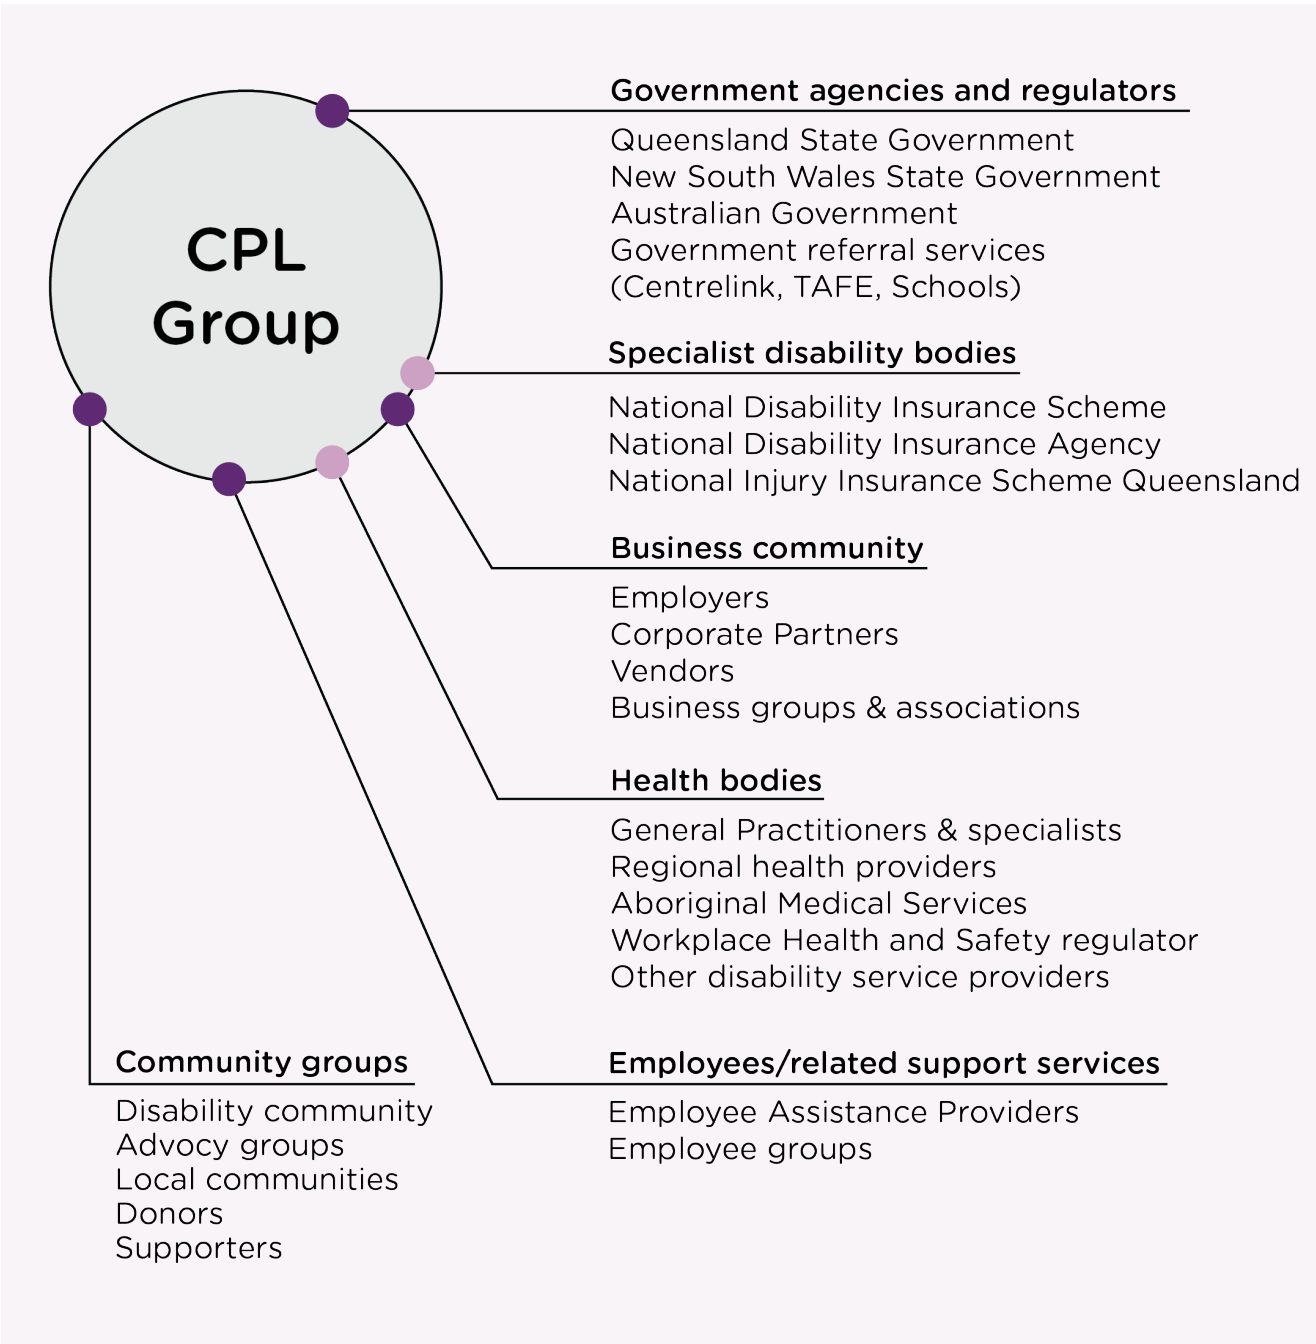 CPL
Group
Government agencies and regulators
Queensland State Government
New South Wales State Government
Australian Government
Government referral services
(Centrelink, TAFE, Schools)
Specialist disability bodies
National Disability Insurance Scheme
National Disability Insurance Agency
National Injury Insurance Scheme Queensland
Business community
Employers
Corporate Partners
Vendors
Business groups & associations
Health bodies
General Practitioners & specialists
Regional health providers
Aboriginal Medical Services
Workplace Health and Safety regulator
Other disability service providers
Community groups
Disability community
Advocy groups
Local communities
Donors
Supporters
Employees/related support services
Employee Assistance Providers
Employee groups